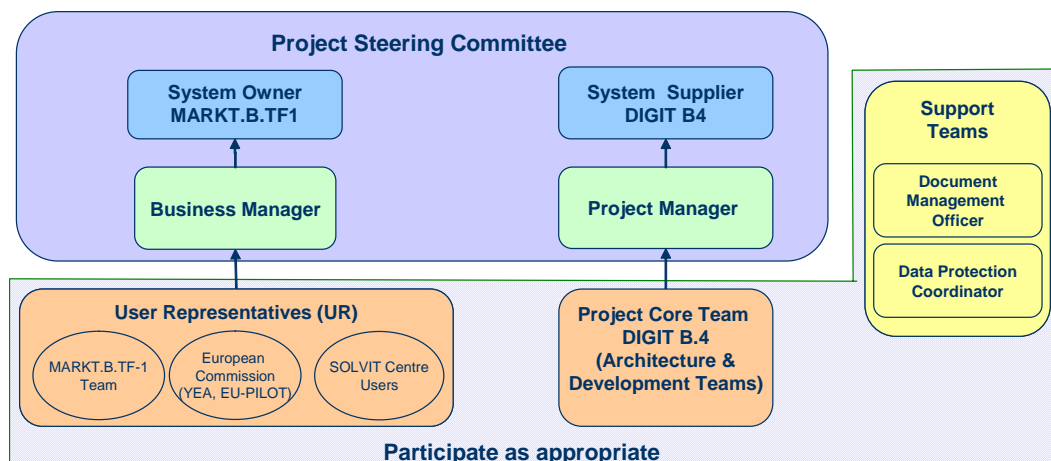 Project Steering Committee
System Owner
MARKT.B.TF1
System Supplier
DIGIT B4
Business Manager
Project Manager
Support
Teams
Document
Management
Officer
Data Protection
Coordinator
User Representatives (UR)
MARKT.B.TF-1
Team
European
Commission
(YEA, EU-PILOT)
SOLVIT Centre
Users
Project Core Team
DIGIT B.4
(Architecture &
Development Teams)
Participate as appropriate